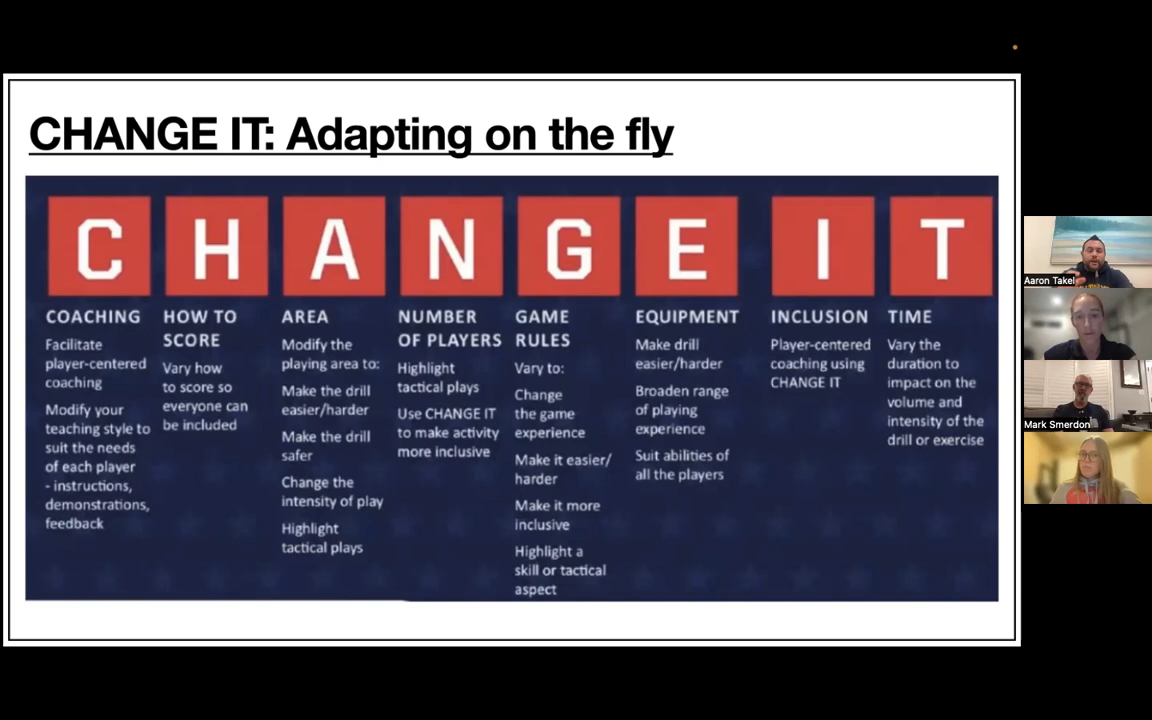 CHANGE IT: Adapting on the fly
C H A N G E I T
COACHING
Facilitate
player-centered
coaching
Modify your
teaching style to
suit the needs
of each player
- instructions,
demonstrations,
feedback
HOW TO
SCORE
Vary how
to score so
everyone can
be included
AREA
Modify the
playing area to:
Make the drill
easier/harder
Make the drill
safer
Change the
intensity of play
Highlight
tactical plays
NUMBER
OF PLAYERS
Highlight
tactical plays
Use CHANGE IT
to make activity
more inclusive
GAME
RULES
Vary to:
Change
the game
experience
Make it easier/
harder
Make it more
inclusive
Highlight a
skill or tactical
aspect
EQUIPMENT
Make drill
easier/harder
Broaden range
of playing
experience
Suit abilities of
all the players
INCLUSION
Player-centered
coaching using
CHANGE IT
TIME
Vary the
duration to
impact on the
volume and
intensity of the
drill or exercise
Aaron Takel
Mark Smerdon